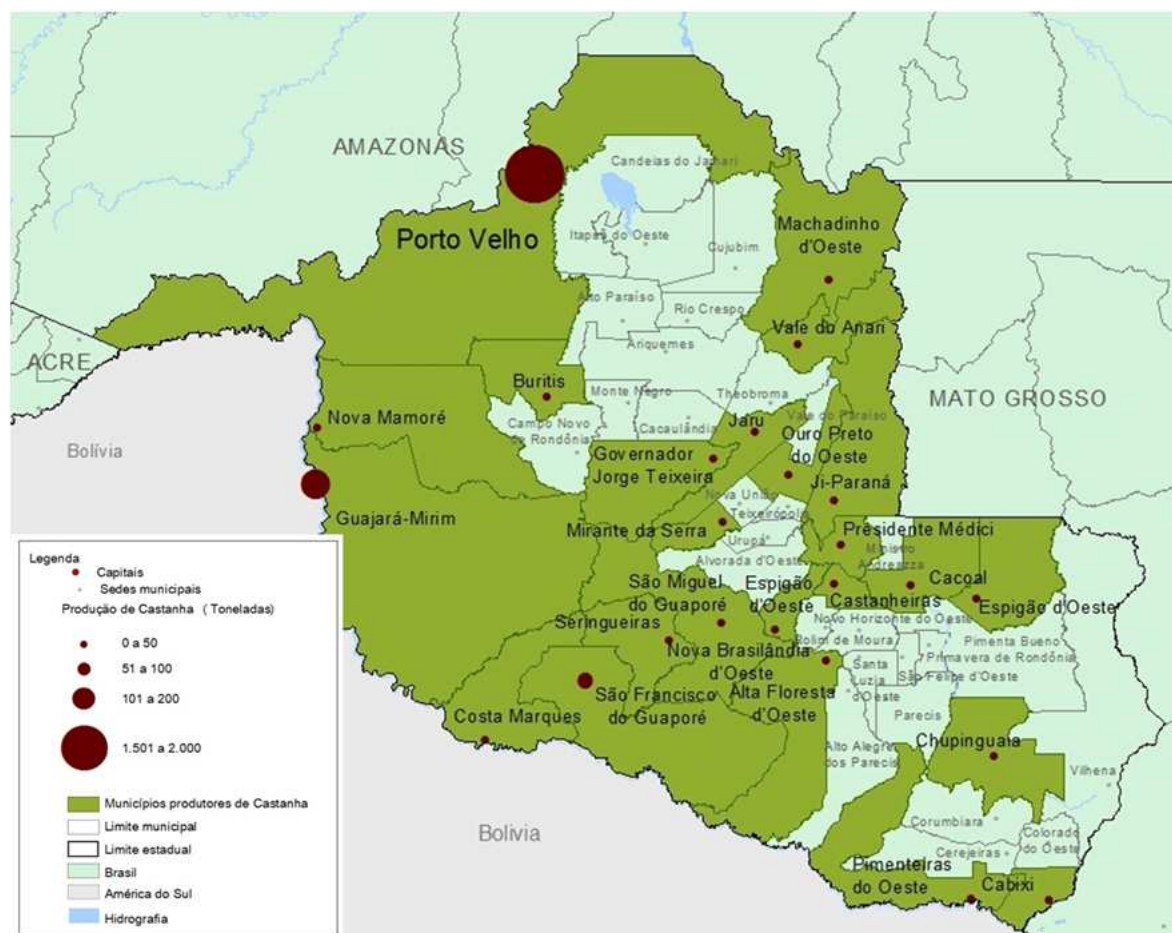 AMAZONAS
Candeias do Jamari
Porto Velho
Itapuã do Oeste
Cujubim
Machadinho
d'Oeste
Alto Paraíso
Rio Crespo
Vale do Anari
Ariquemes
ACRE
Buritis
Monte Negro
Theobroma
MATO GROSSO
Nova Mamoré
Campo Novo
de Rondônia
Cacaulândia
Jaru
Vale do Paraíso
Ouro Preto
do Oeste
Bolívia
Governador
Jorge Teixeira
Ji-Paraná
Guajará-Mirim
Nova União
Teixeirópolis
Mirante da Serra
Urupá
Presidente Médici
Ministro
Andreazza
Alvorada d'Oeste
São Miguel
do Guaporé
Espigão
d'Oeste
Castanheiras
Cacoal
Espigão d'Oeste
Seringueiras
Novo Horizonte do Oeste
Rolim de Moura
Pimenta Bueno
Nova Brasilândia
d'Oeste
Primavera de Rondônia
Santa
Luzia
d'Oeste
São Felipe d'Oeste
São Francisco
do Guaporé
Alta Floresta
d'Oeste
Parecis
Costa Marques
Chupinguaia
Alto Alegre
dos Parecis
Vilhena
Bolívia
Corumbiara
Colorado
do Oeste
Cerejeiras
Pimenteiras
do Oeste
Cabixi
Legenda
Capitais
Sedes municipais
Produção de Castanha ( Toneladas)
0 a 50
51 a 100
101 a 200
1.501 a 2.000
Municípios produtores de Castanha
Limite municipal
Limite estadual
Brasil
América do Sul
Hidrografia